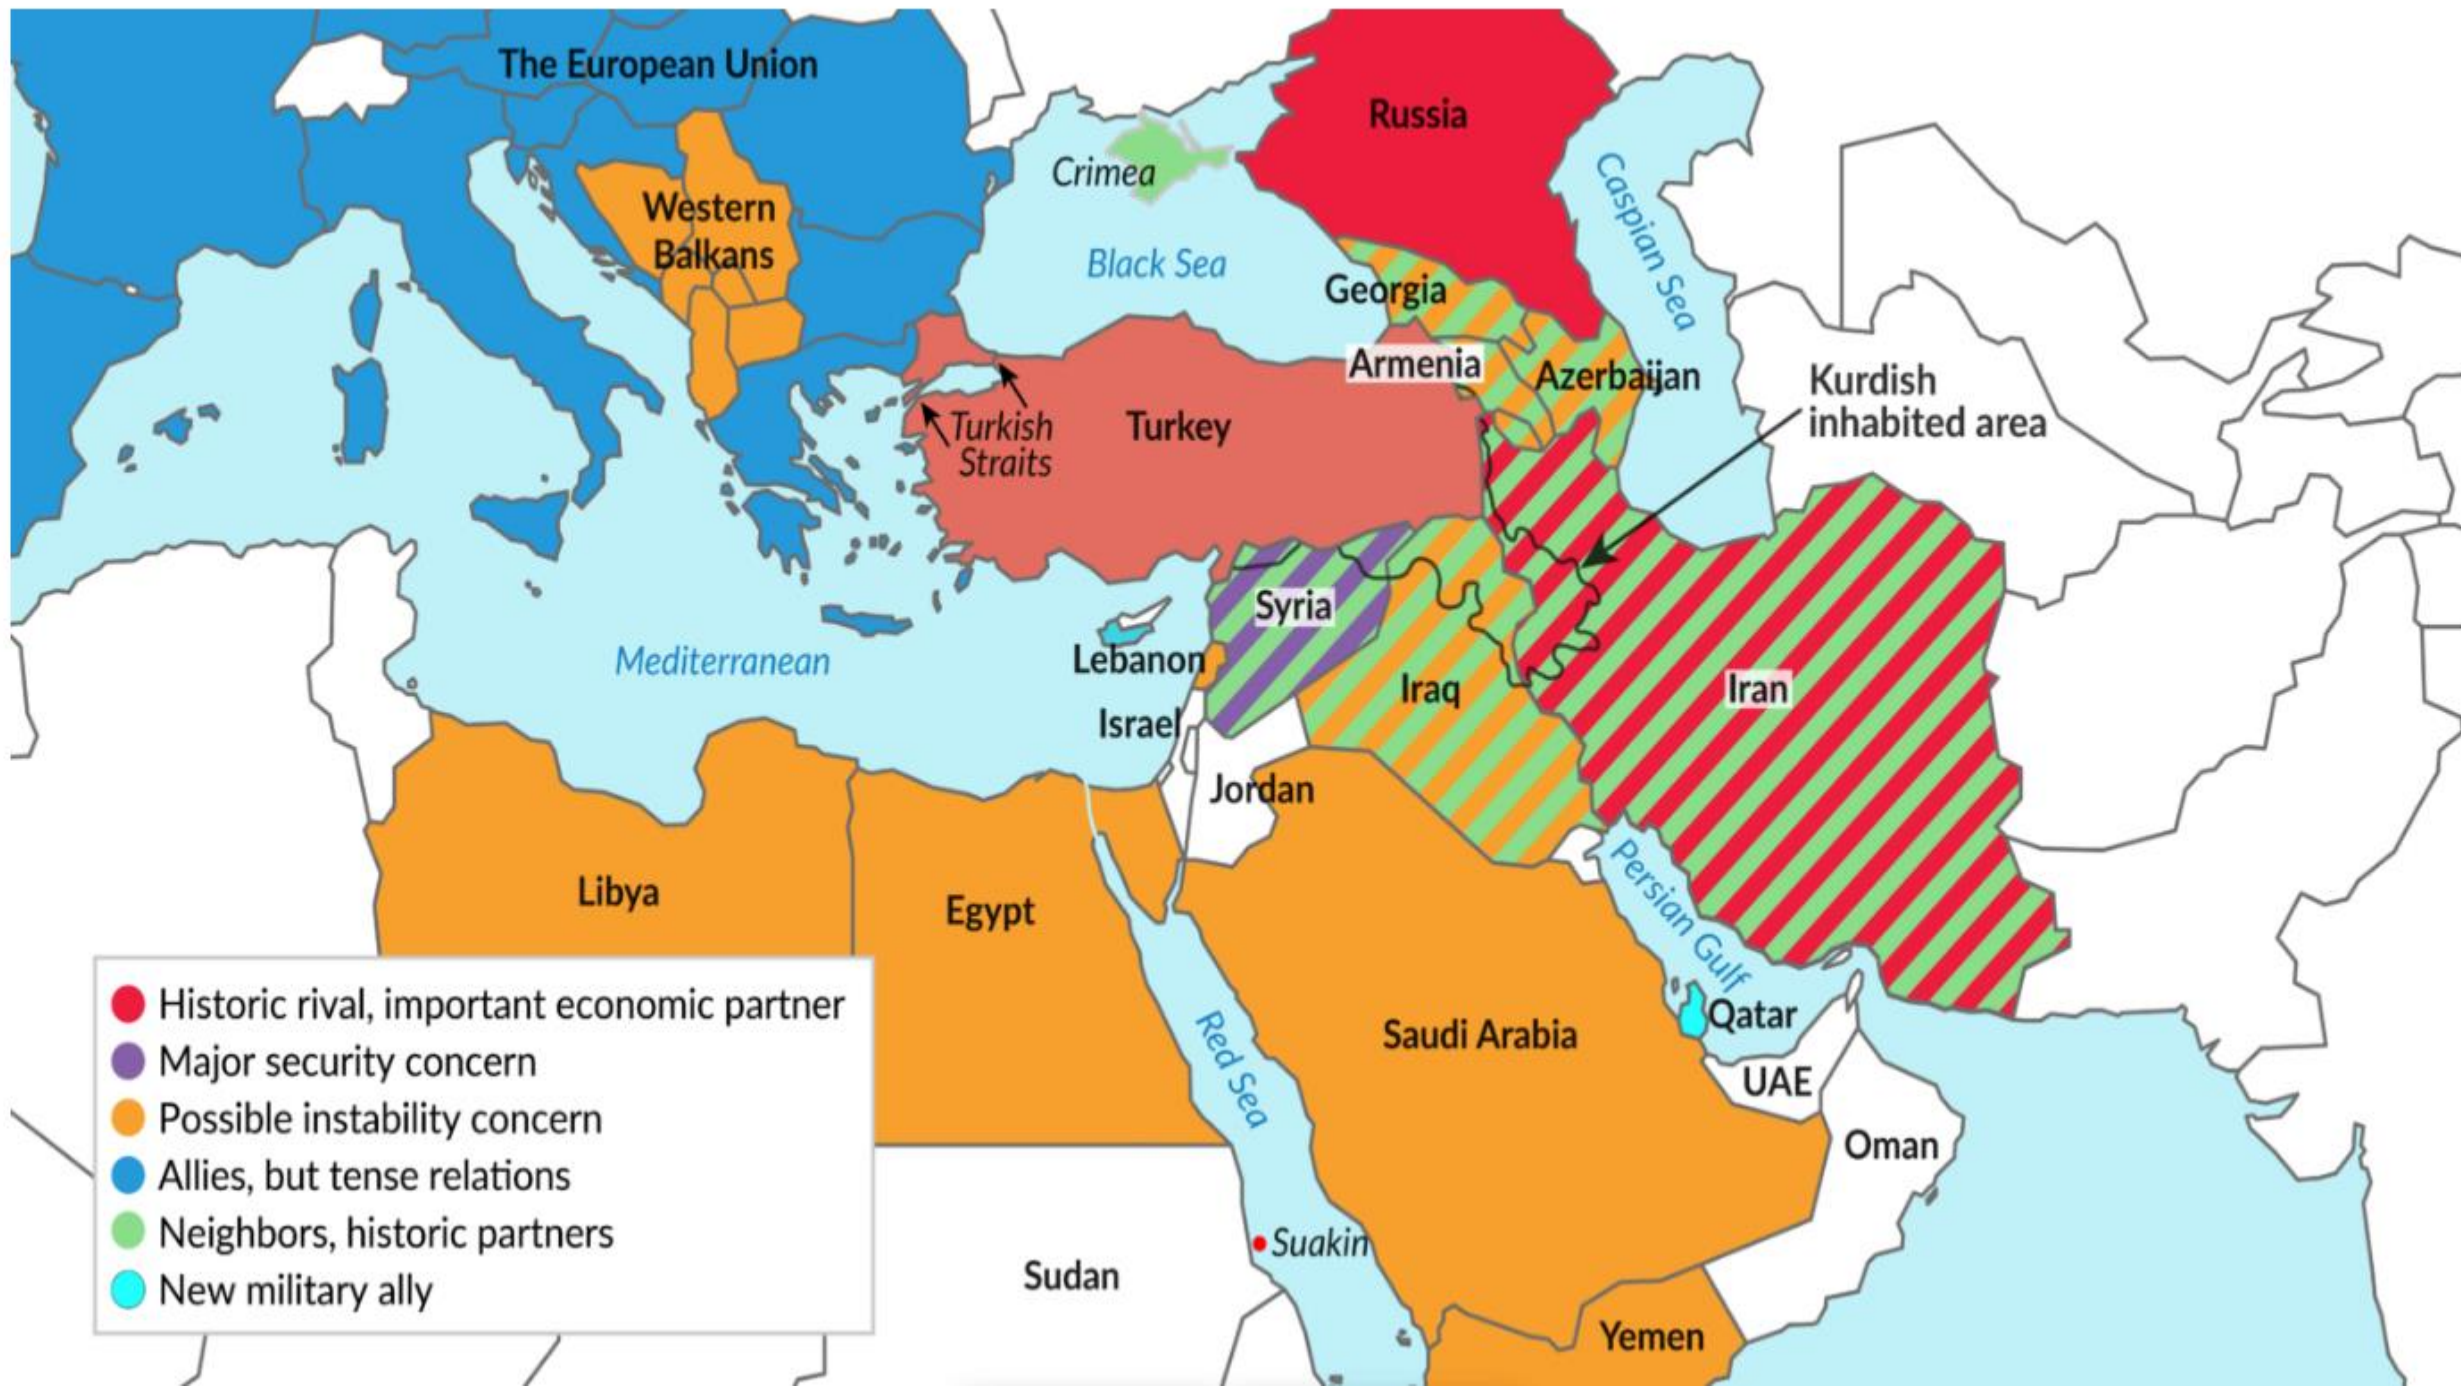 The European Union
Russia
Caspian Sea
Crimea
Western
Balkans
Black Sea
Georgia
Armenia
Azerbaijan
Kurdish
inhabited area
Turkish
Straits
Turkey
Syria
Mediterranean
Lebanon
Iraq
Iran
Israel
Jordan
Libya
Egypt
Persian Gulf
Qatar
Saudi Arabia
Red Sea
UAE
Oman
Suakin
Sudan
Yemen
Historic rival, important economic partner
Major security concern
Possible instability concern
Allies, but tense relations
Neighbors, historic partners
New military ally